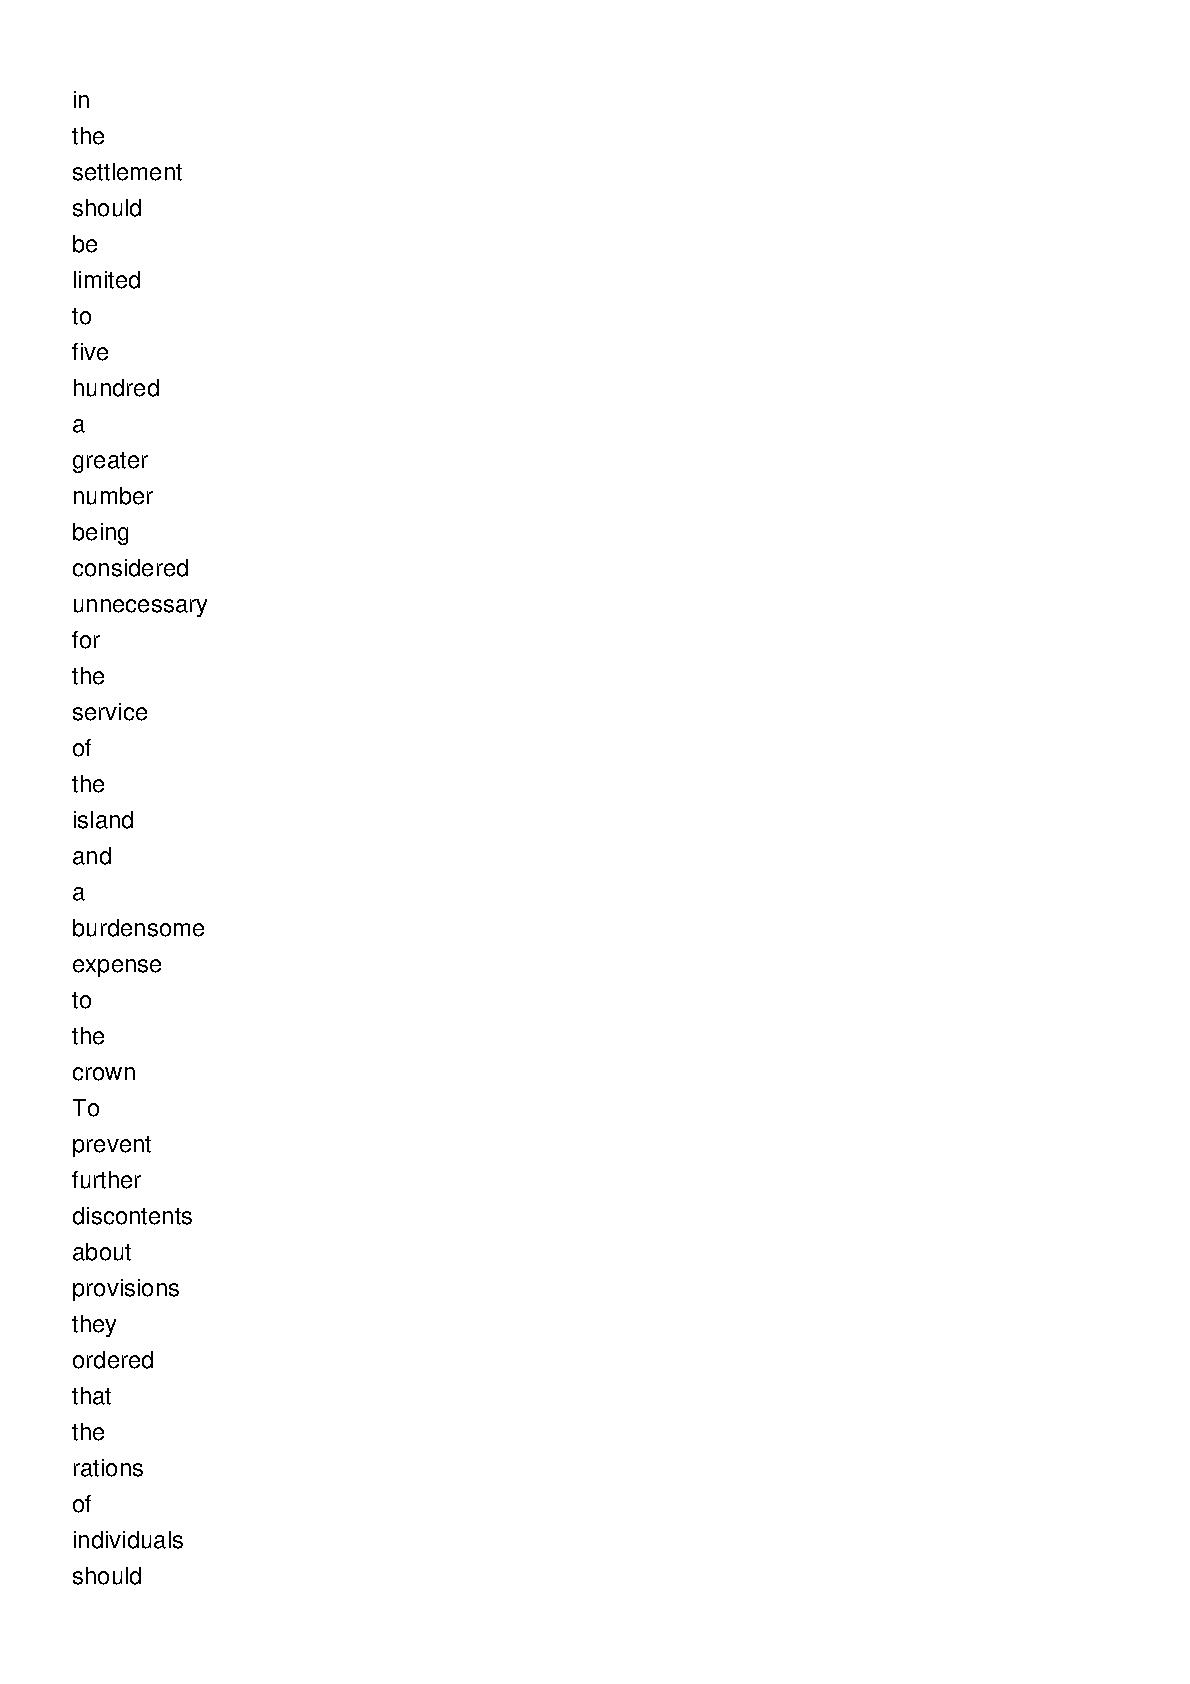 in
the
settlement
should
be
limited
to
five
hundred
a
greater
number
being
considered
unnecessary
for
the
service
of
the
island
and
a
burdensome
expense
to
the
crown
To
prevent
further
discontents
about
provisions
they
ordered
that
the
rations
of
individuals
should